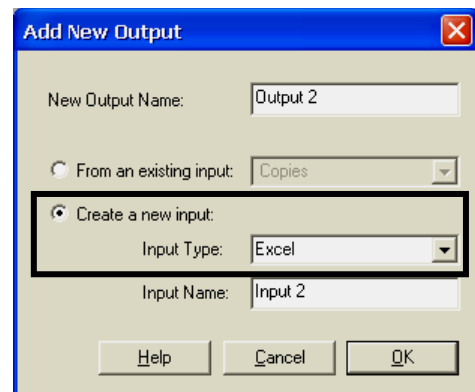 Add New Output
New Output Name: Output 2
From an existing input: Copies
Create a new input:
Input Type: Excel
Input Name: Input 2
Help Cancel OK